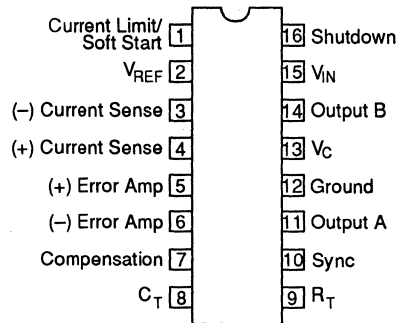 Current Limit/
Soft Start 1
16 Shutdown
VREF 2
15 VIN
(–) Current Sense 3
14 Output B
(+) Current Sense 4
13 VC
(+) Error Amp 5
12 Ground
(–) Error Amp 6
11 Output A
Compensation 7
10 Sync
CT 8
9 RT